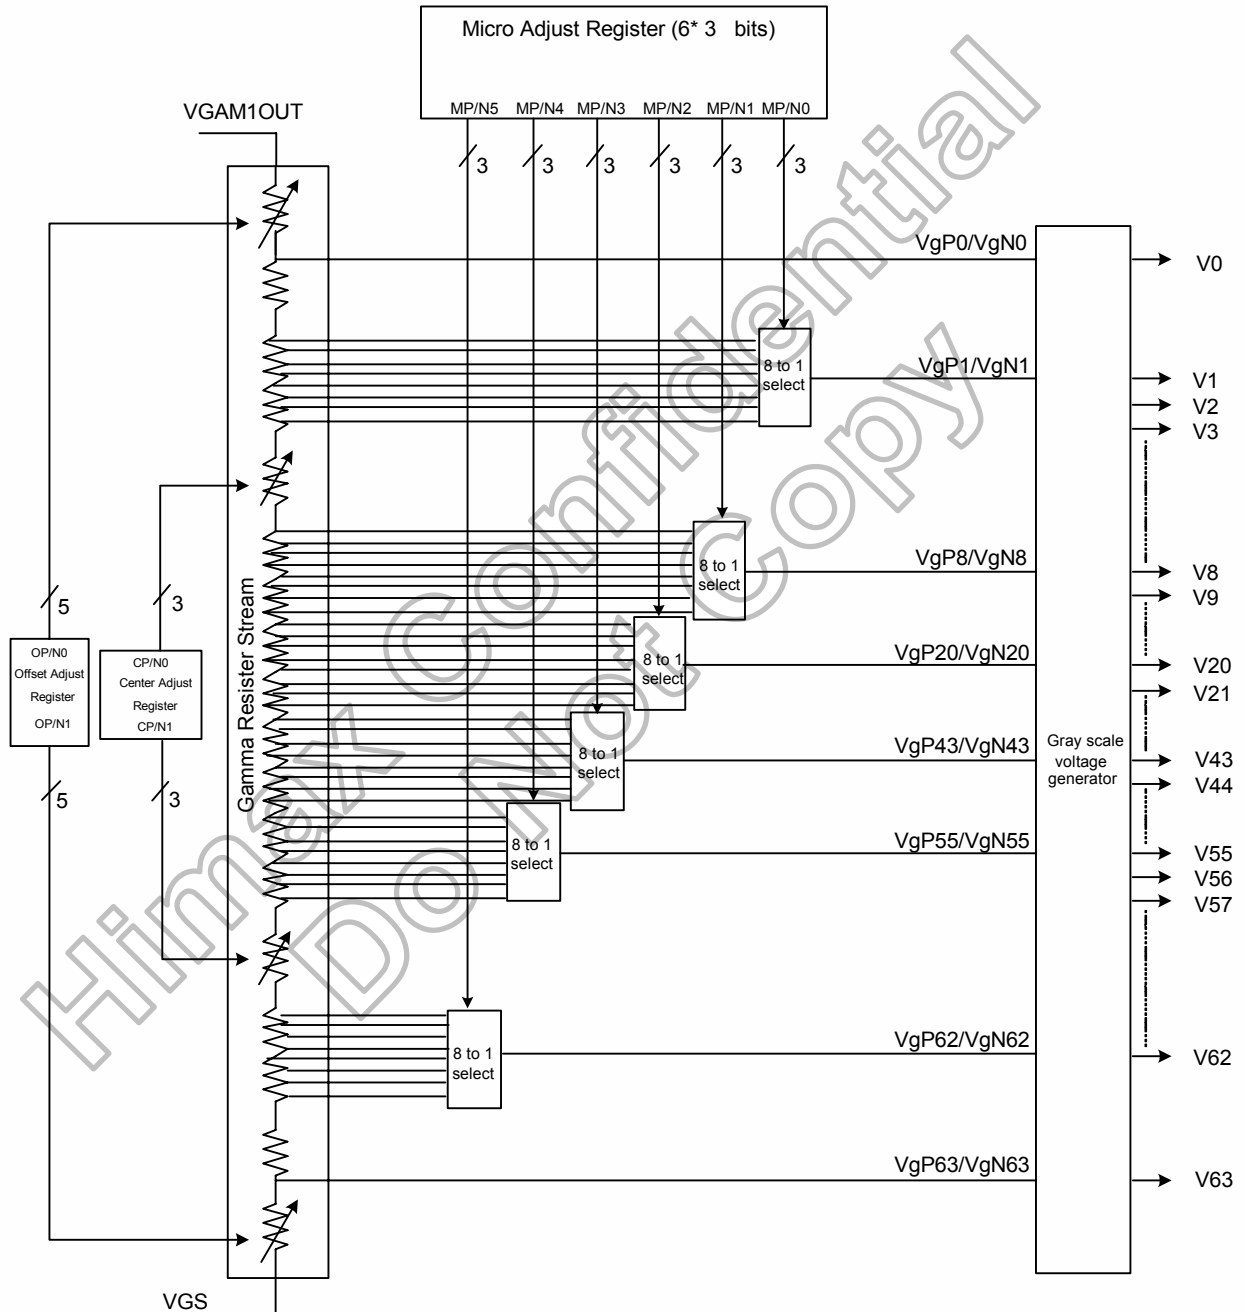 Micro Adjust Register (6* 3 bits)
MP/N5 MP/N4 MP/N3 MP/N2 MP/N1 MP/N0
VGAM1OUT
3 3 3 3 3 3
VgP0/VgN0
V0
8 to 1
select
VgP1/VgN1
V1
V2
V3
8 to 1
select
VgP8/VgN8
V8
V9
5
3
8 to 1
select
VgP20/VgN20
V20
V21
OP/N0
Offset Adjust
Register
OP/N1
CP/N0
Center Adjust
Register
CP/N1
Gamma Resister Stream
8 to 1
select
VgP43/VgN43
Gray scale
voltage
generator
V43
V44
5
3
8 to 1
select
VgP55/VgN55
V55
V56
V57
8 to 1
select
VgP62/VgN62
V62
VgP63/VgN63
V63
VGS
Himax Confidential
Do Not Copy